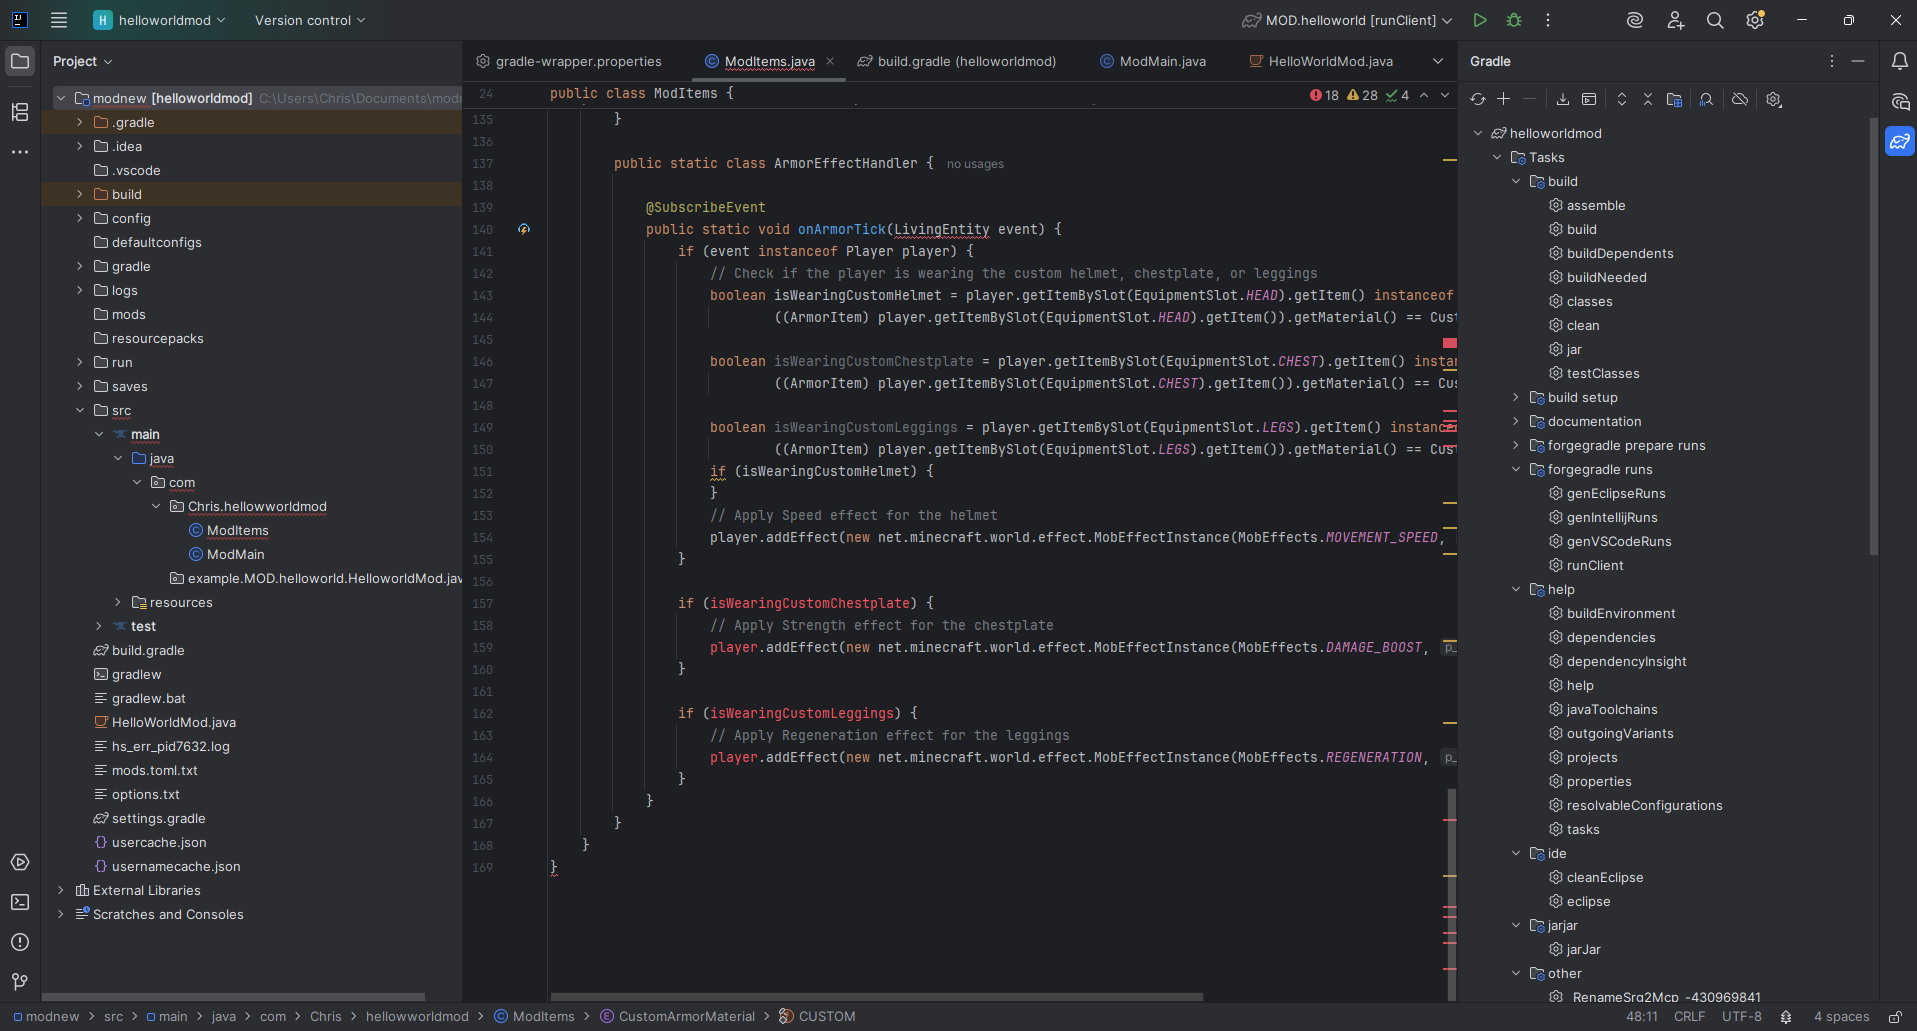 H helloworldmod
Version control
MOD.helloworld [runClient]
Project
gradle-wrapper.properties
ModItems.java
build.gradle (helloworldmod)
ModMain.java
HelloWorldMod.java
Gradle
modnew [helloworldmod] C:\Users\Chris\Documents\modn
.gradle
.idea
.vscode
build
config
defaultconfigs
gradle
logs
mods
resourcepacks
run
saves
src
main
java
com
Chris.hellowworldmod
ModItems
ModMain
example.MOD.helloworld.HelloworldMod.jav
resources
test
build.gradle
gradlew
gradlew.bat
HelloWorldMod.java
hs_err_pid7632.log
mods.toml.txt
options.txt
settings.gradle
usercache.json
usernamecache.json
External Libraries
Scratches and Consoles
24 public class ModItems {
18 28 4
135 }
136
137 public static class ArmorEffectHandler { no usages
138
139 @SubscribeEvent
140 public static void onArmorTick(LivingEntity event) {
141 if (event instanceof Player player) {
142 // Check if the player is wearing the custom helmet, chestplate, or leggings
143 boolean isWearingCustomHelmet = player.getItemBySlot(EquipmentSlot.HEAD).getItem() instanceof
144 ((ArmorItem) player.getItemBySlot(EquipmentSlot.HEAD).getItem()).getMaterial() == Cus
145
146 boolean isWearingCustomChestplate = player.getItemBySlot(EquipmentSlot.CHEST).getItem() instan
147 ((ArmorItem) player.getItemBySlot(EquipmentSlot.CHEST).getItem()).getMaterial() == Cu
148
149 boolean isWearingCustomLeggings = player.getItemBySlot(EquipmentSlot.LEGS).getItem() instanc
150 ((ArmorItem) player.getItemBySlot(EquipmentSlot.LEGS).getItem()).getMaterial() == Cus
151 if (isWearingCustomHelmet) {
152 }
153 // Apply Speed effect for the helmet
154 player.addEffect(new net.minecraft.world.effect.MobEffectInstance(MobEffects.MOVEMENT_SPEED,
155 }
156
157 if (isWearingCustomChestplate) {
158 // Apply Strength effect for the chestplate
159 player.addEffect(new net.minecraft.world.effect.MobEffectInstance(MobEffects.DAMAGE_BOOST, p_
160 }
161
162 if (isWearingCustomLeggings) {
163 // Apply Regeneration effect for the leggings
164 player.addEffect(new net.minecraft.world.effect.MobEffectInstance(MobEffects.REGENERATION, p_
165 }
166 }
167 }
168 }
169 }
helloworldmod
Tasks
build
assemble
build
buildDependents
buildNeeded
classes
clean
jar
testClasses
build setup
documentation
forgegradle prepare runs
forgegradle runs
genEclipseRuns
genIntellijRuns
genVSCodeRuns
runClient
help
buildEnvironment
dependencies
dependencyInsight
help
javaToolchains
outgoingVariants
projects
properties
resolvableConfigurations
tasks
ide
cleanEclipse
eclipse
jarjar
jarJar
other
_RenameSrg2Mcp_-430969841
modnew > src > main > java > com > Chris > hellowworldmod > ModItems > CustomArmorMaterial > CUSTOM
48:11 CRLF UTF-8 4 spaces